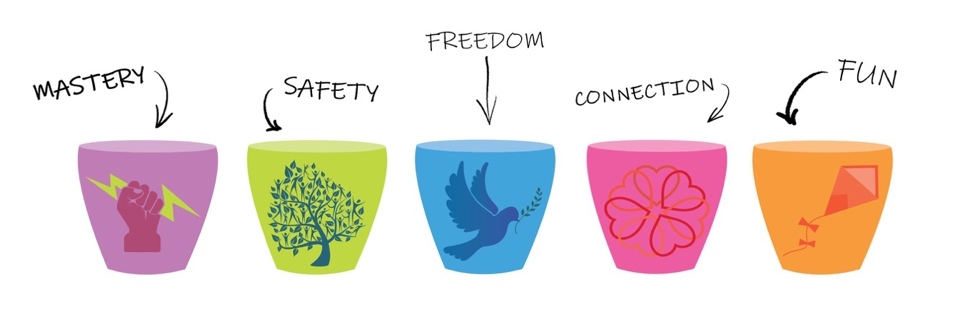 MASTERY
SAFETY
FREEDOM
CONNECTION
FUN